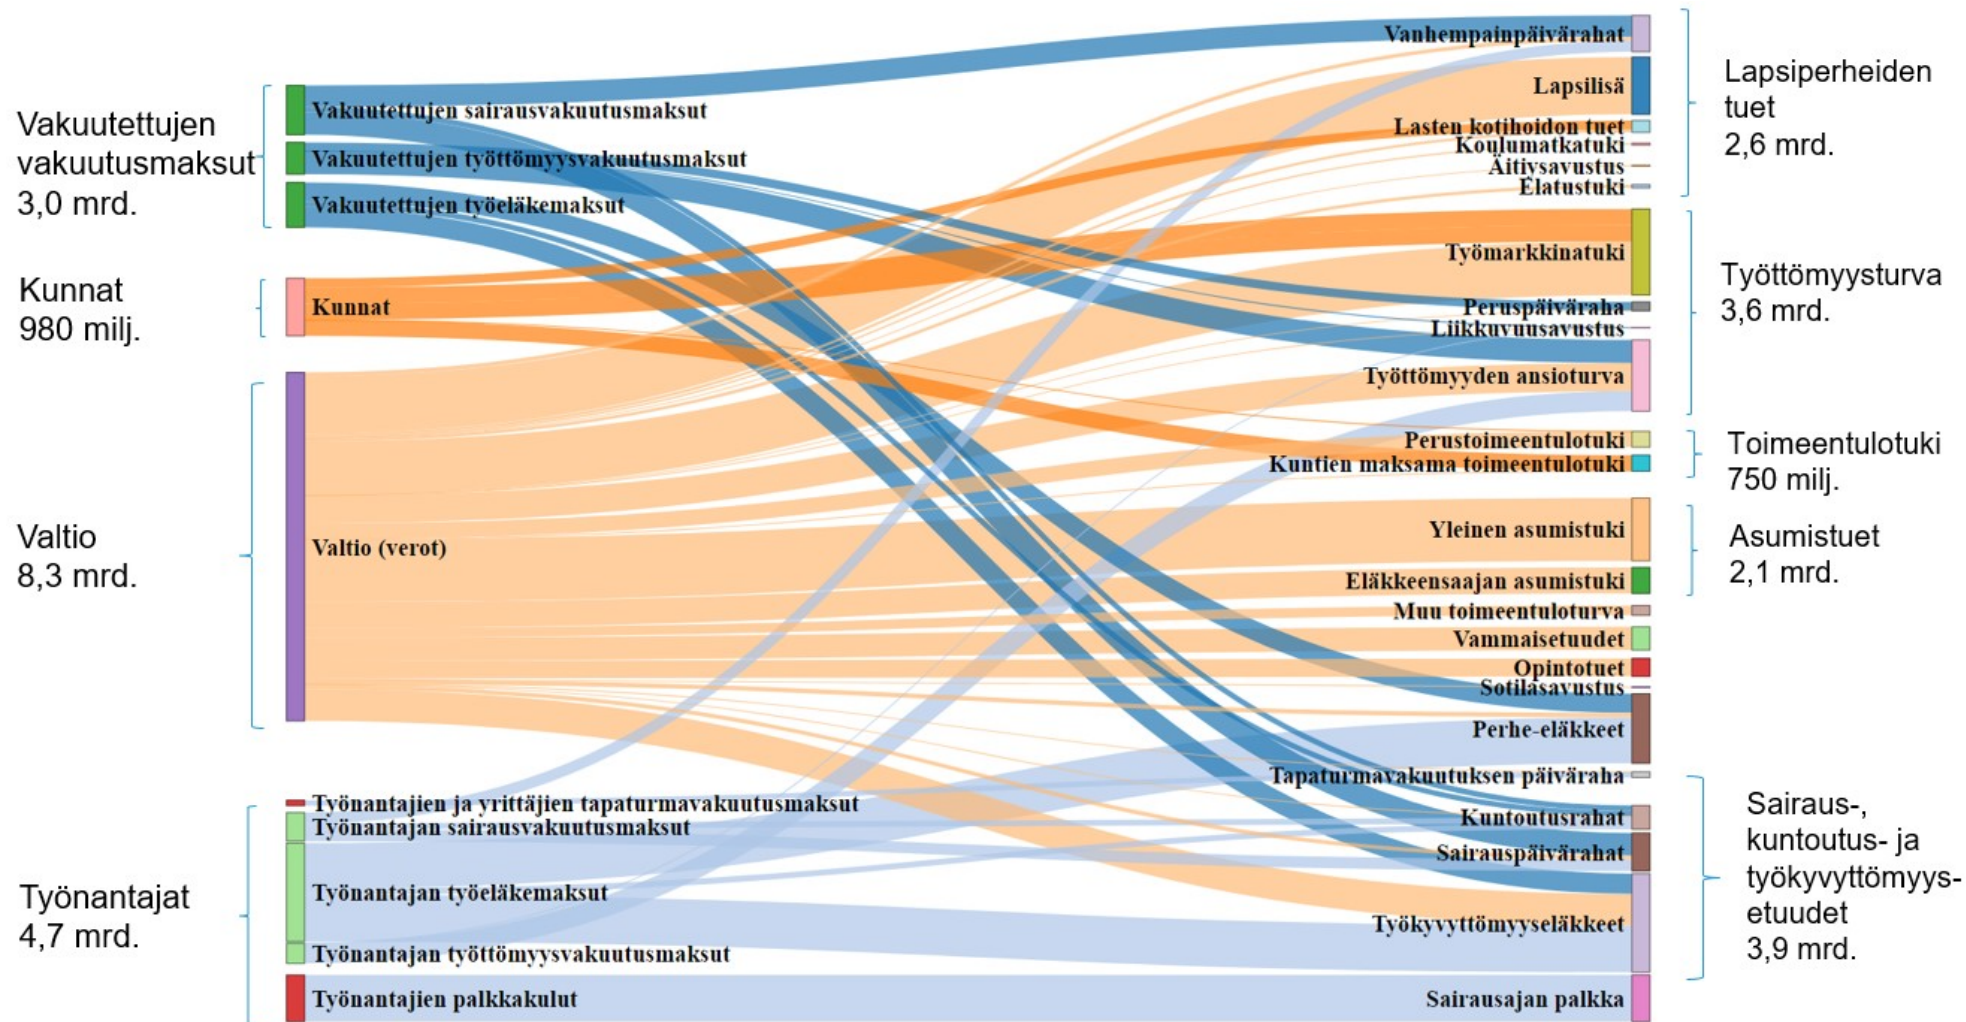 Vakuutettujen
vakuutusmaksut
3,0 mrd.
Kunnat
980 milj.
Valtio
8,3 mrd.
Työnantajat
4,7 mrd.
Vakuutettujen sairausvakuutusmaksut
Vakuutettujen työttömyysvakuutusmaksut
Vakuutettujen työeläkemaksut
Kunnat
Valtio (verot)
Työnantajien ja yrittäjien tapaturmavakuutusmaksut
Työnantajan sairausvakuutusmaksut
Työnantajan työeläkemaksut
Työnantajan työttömyysvakuutusmaksut
Työnantajien palkkakulut
Vanhempainpäivärahat
Lapsilisä
Lasten kotihoidon tuet
Koulumatkatuki
Äitiysavustus
Elatustuki
Työmarkkinatuki
Peruspäiväraha
Liikkuvuusavustus
Työttömyyden ansioturva
Perustoimeentulotuki
Kuntien maksama toimeentulotuki
Yleinen asumistuki
Eläkkeensaajan asumistuki
Muu toimeentuloturva
Vammaisetuudet
Opintotuet
Sotilasavustus
Perhe-eläkkeet
Tapaturmavakuutuksen päiväraha
Kuntoutusrahat
Sairauspäivärahat
Työkyvyttömyyseläkkeet
Sairausajan palkka
Lapsiperheiden
tuet
2,6 mrd.
Työttömyysturva
3,6 mrd.
Toimeentulotuki
750 milj.
Asumistuet
2,1 mrd.
Sairaus-,
kuntoutus- ja
työkyvyttömyys-
etuudet
3,9 mrd.